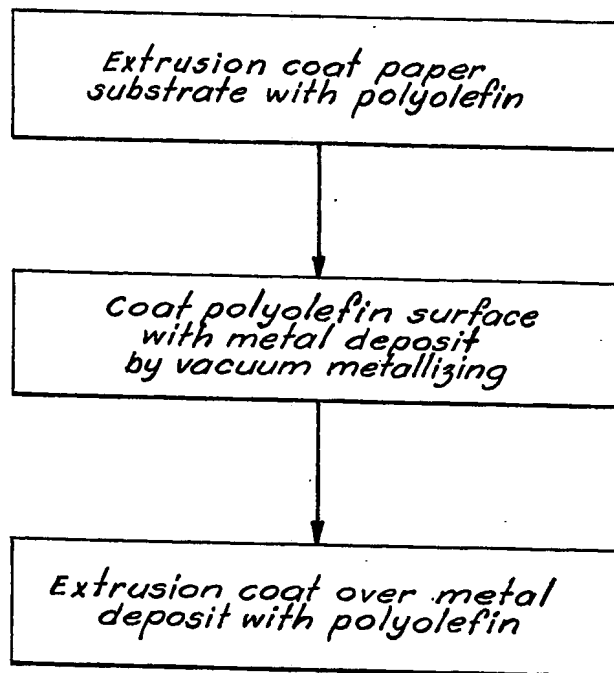 Extrusion coat paper
substrate with polyolefin
Coat polyolefin surface
with metal deposit
by vacuum metallizing
Extrusion coat over metal
deposit with polyolefin